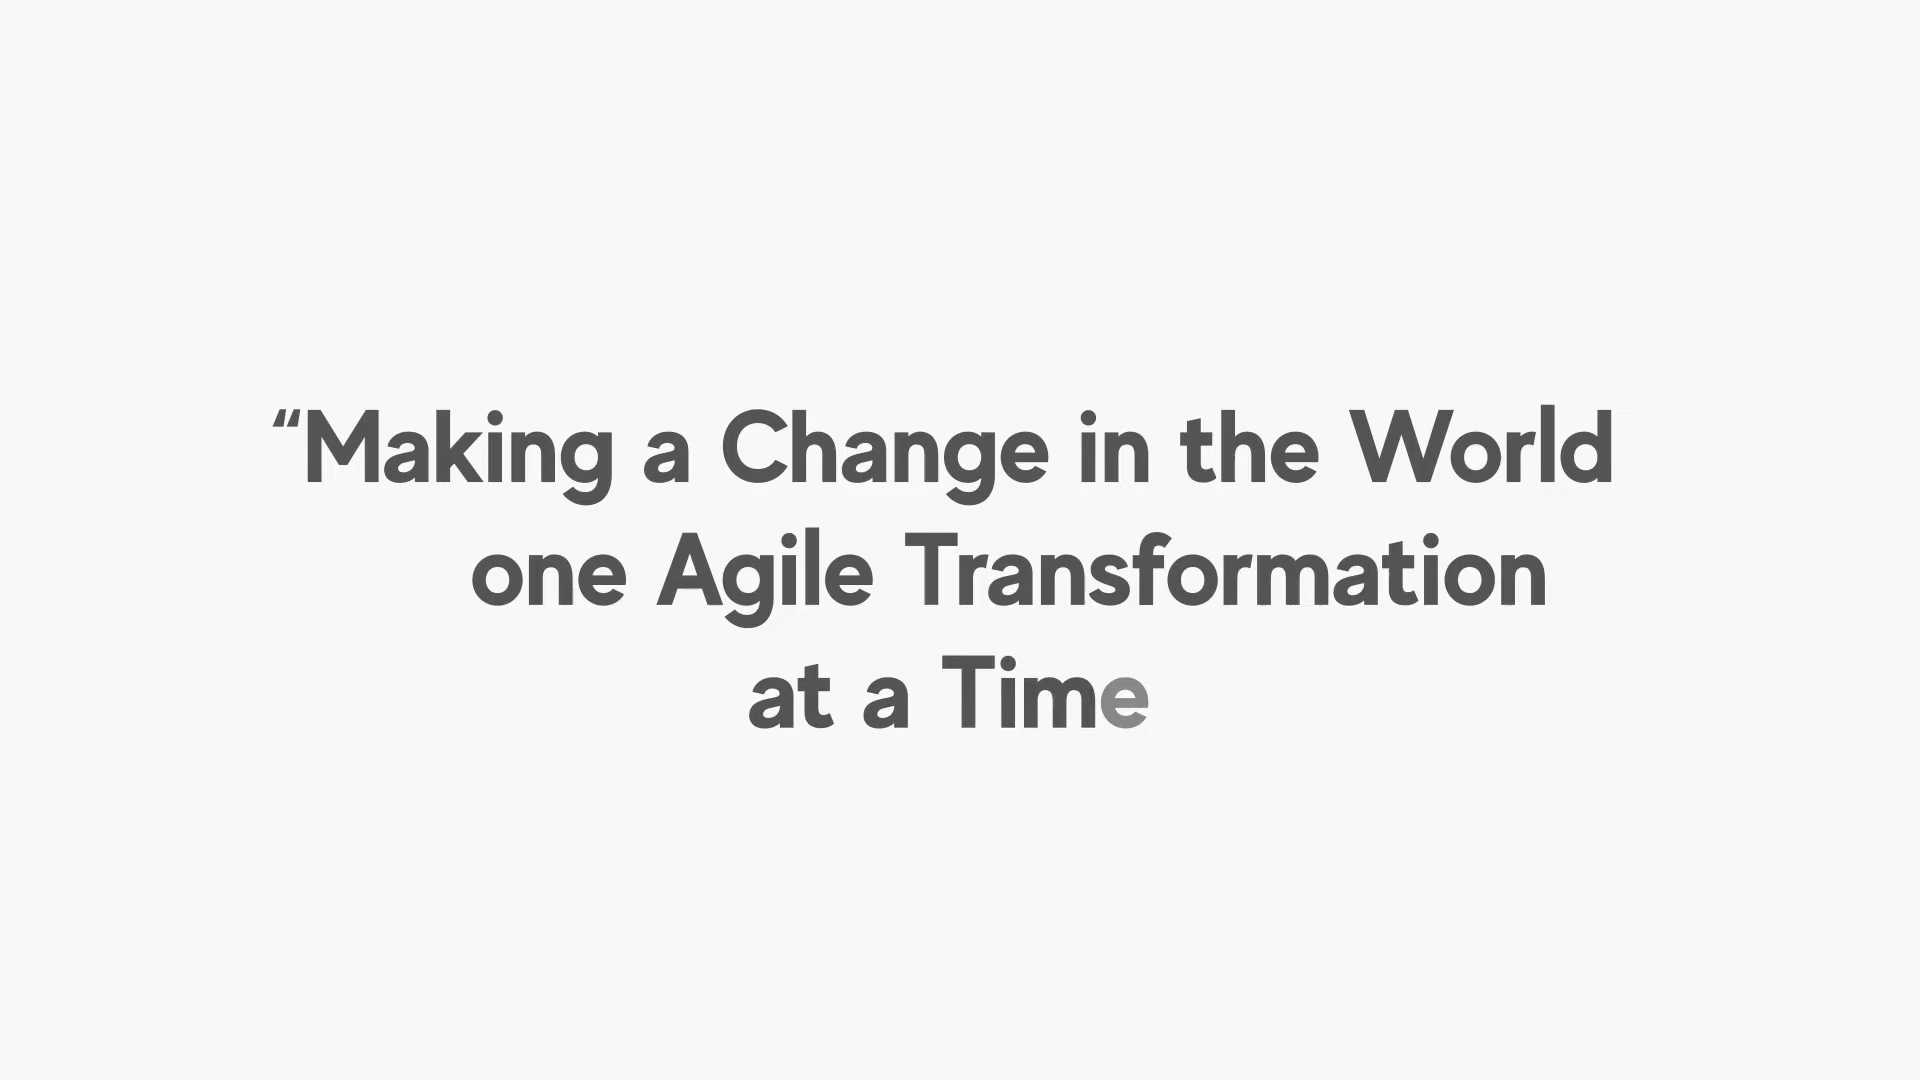 “Making a Change in the World
one Agile Transformation
at a Time